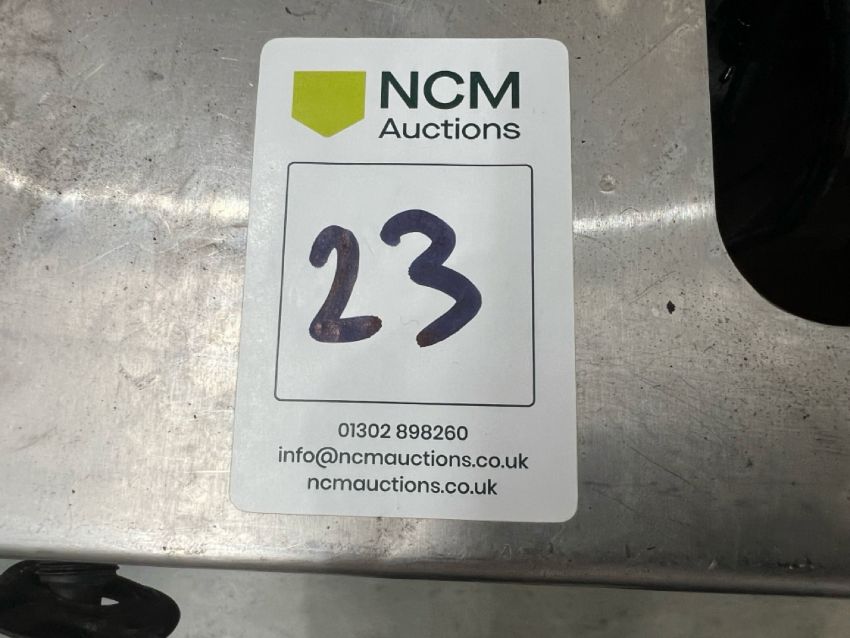 NCM
Auctions
23
01302 898260
info@ncmauctions.co.uk
ncmauctions.co.uk